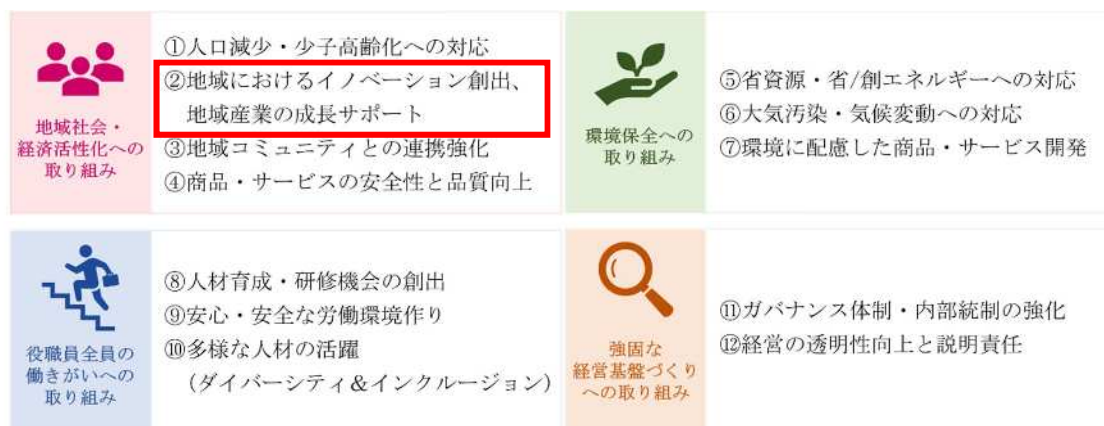 地域社会・
経済活性化への
取り組み
①人口減少・少子高齢化への対応
②地域におけるイノベーション創出、
地域産業の成長サポート
③地域コミュニティとの連携強化
④商品・サービスの安全性と品質向上
環境保全への
取り組み
⑤省資源・省/創エネルギーへの対応
⑥大気汚染・気候変動への対応
⑦環境に配慮した商品・サービス開発
役職員全員の
働きがいへの
取り組み
⑧人材育成・研修機会の創出
⑨安心・安全な労働環境作り
⑩多様な人材の活躍
（ダイバーシティ&インクルージョン）
強固な
経営基盤づくり
への取り組み
⑪ガバナンス体制・内部統制の強化
⑫経営の透明性向上と説明責任